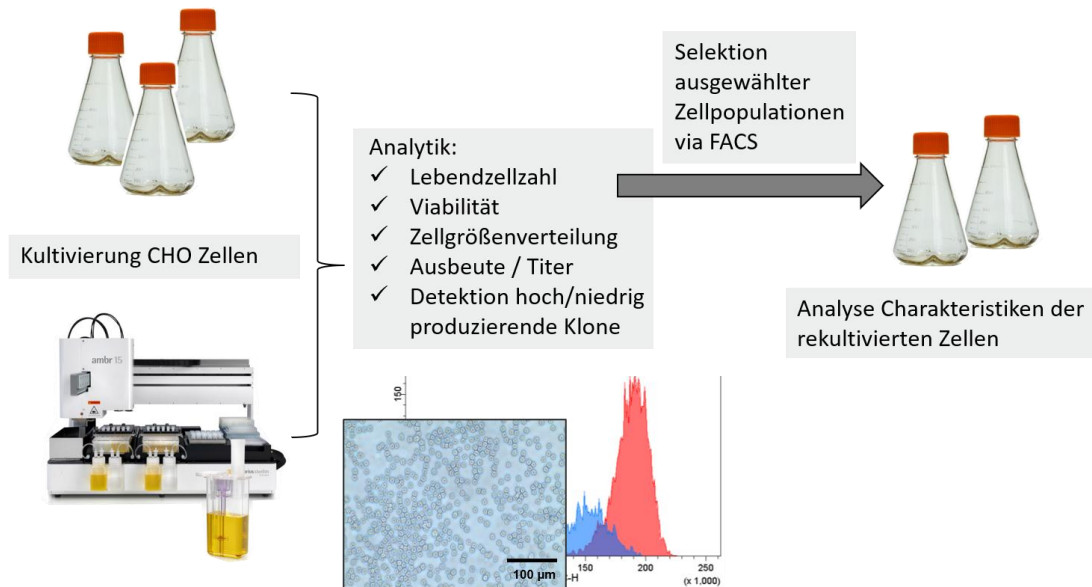 Kultivierung CHO Zellen
ambr 15
Analytik:
✓ Lebendzellzahl
✓ Viabilität
✓ Zellgrößenverteilung
✓ Ausbeute / Titer
✓ Detektion hoch/niedrig
produzierende Klone
Selektion
ausgewählter
Zellpopulationen
via FACS
Analyse Charakteristiken der
rekultivierten Zellen
150
100 µm
150 200 250
-H (x 1,000)